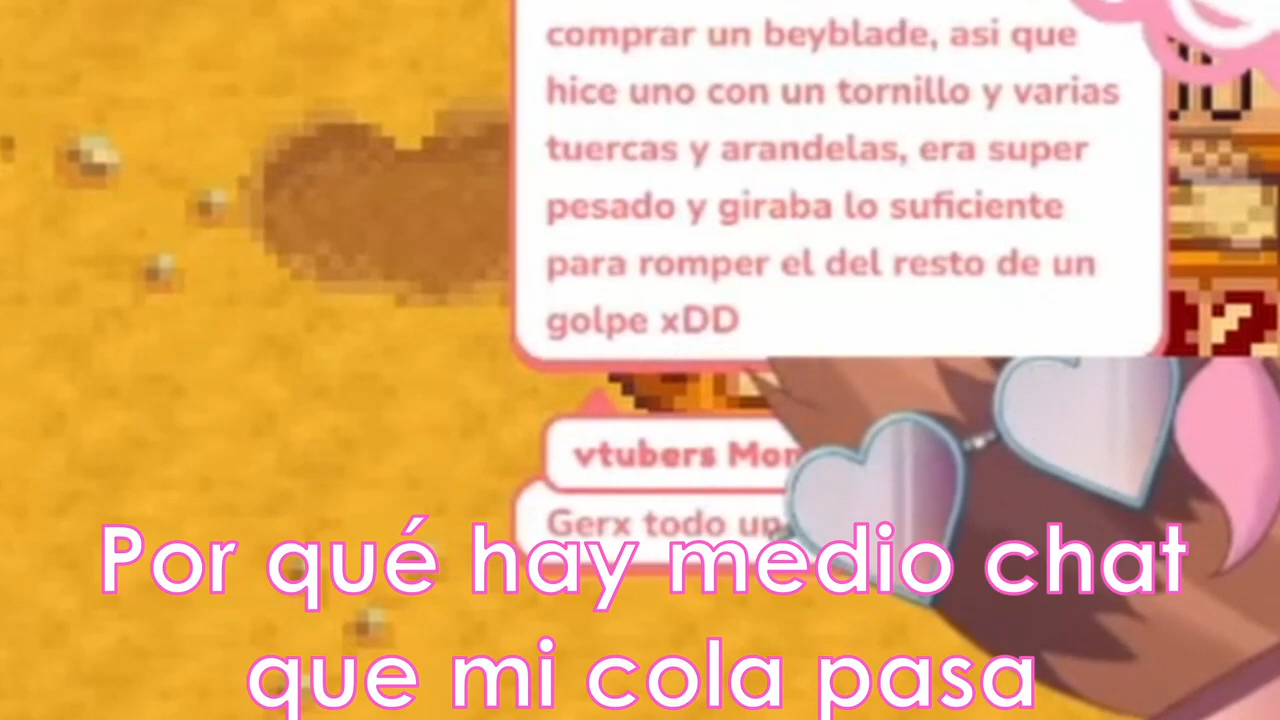 comprar un beyblade, asi que
hice uno con un tornillo y varias
tuercas y arandelas, era super
pesado y giraba lo suficiente
para romper el del resto de un
golpe xDD
vtubers
Gerx todo un
Por qué hay medio chat
que mi cola pasa